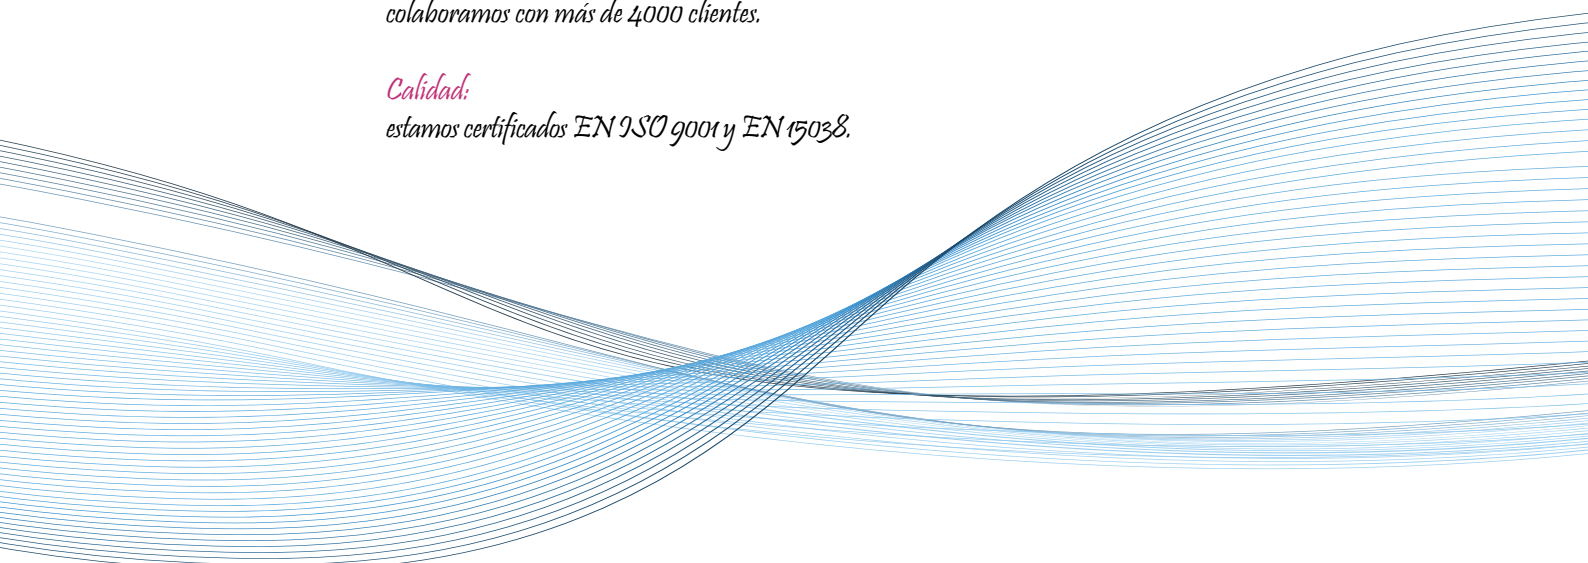 colaboramos con más de 4000 clientes.
Calidad:
estamos certificados EN ISO 9001 y EN 15038.